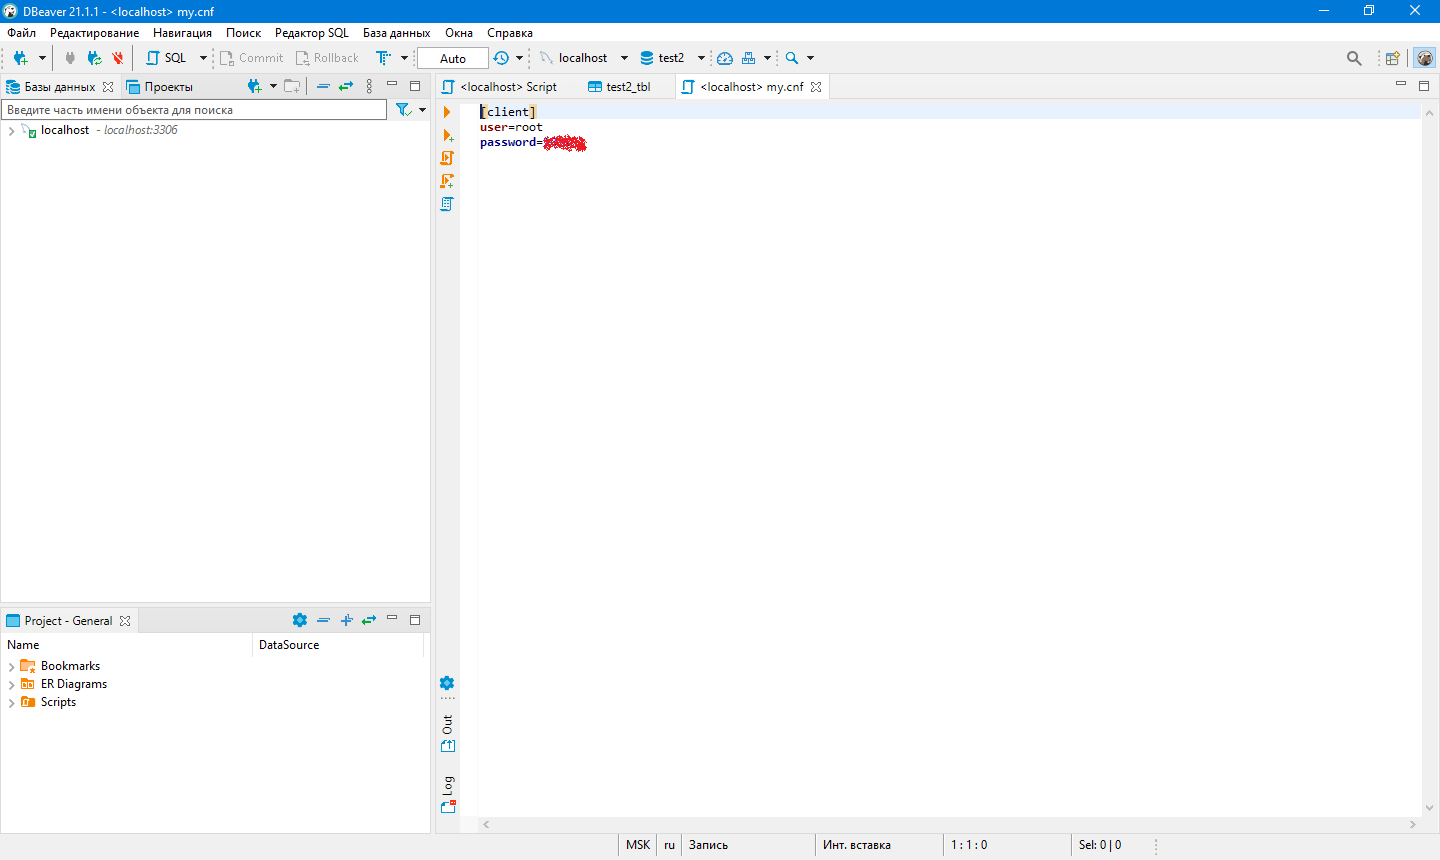 DBeaver 21.1.1 - <localhost> my.cnf
Файл Редактирование Навигация Поиск Редактор SQL База данных Окна Справка
SQL Commit Rollback Auto localhost test2
Базы данных Проекты
Введите часть имени объекта для поиска
localhost - localhost:3306
<localhost> Script test2_tbl <localhost> my.cnf
[client]
user=root
password=
Project - General
Name DataSource
Bookmarks
ER Diagrams
Scripts
Out
Log
MSK ru Запись Инт. вставка 1 : 1 : 0 Sel: 0 | 0